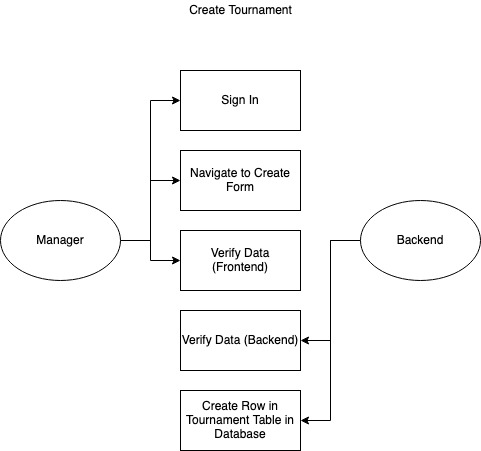 Create Tournament
Sign In
Navigate to Create
Form
Manager
Verify Data
(Frontend)
Backend
Verify Data (Backend)
Create Row in
Tournament Table in
Database